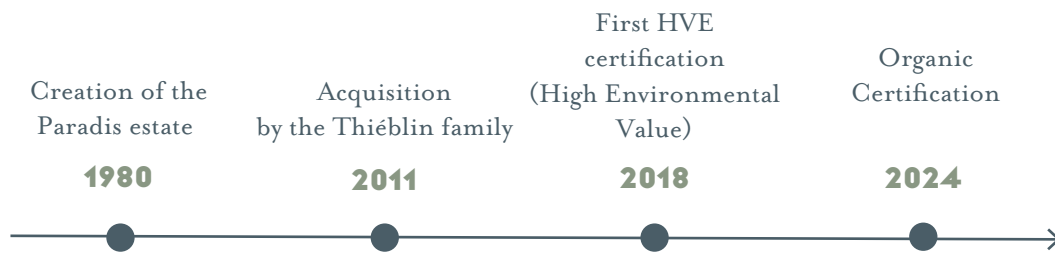 Creation of the
Paradis estate
1980
Acquisition
by the Thiéblin family
2011
First HVE
certification
(High Environmental
Value)
2018
Organic
Certification
2024